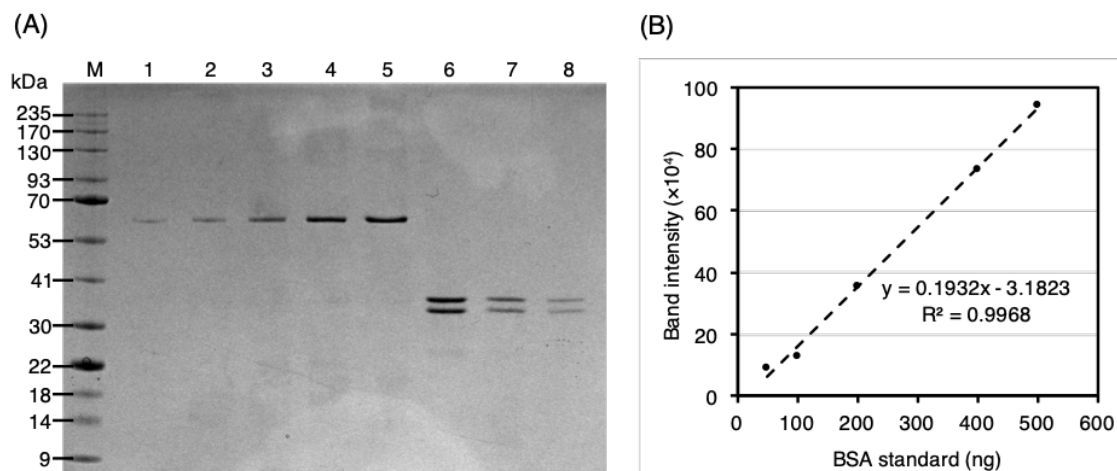 (A)
kDa M 1 2 3 4 5 6 7 8
235
170
130
93
70
53
41
30
22
18
14
9
(B)
Band intensity (×10⁴)
100
80
60
40
20
0
y = 0.1932x - 3.1823
R² = 0.9968
0 100 200 300 400 500 600
BSA standard (ng)